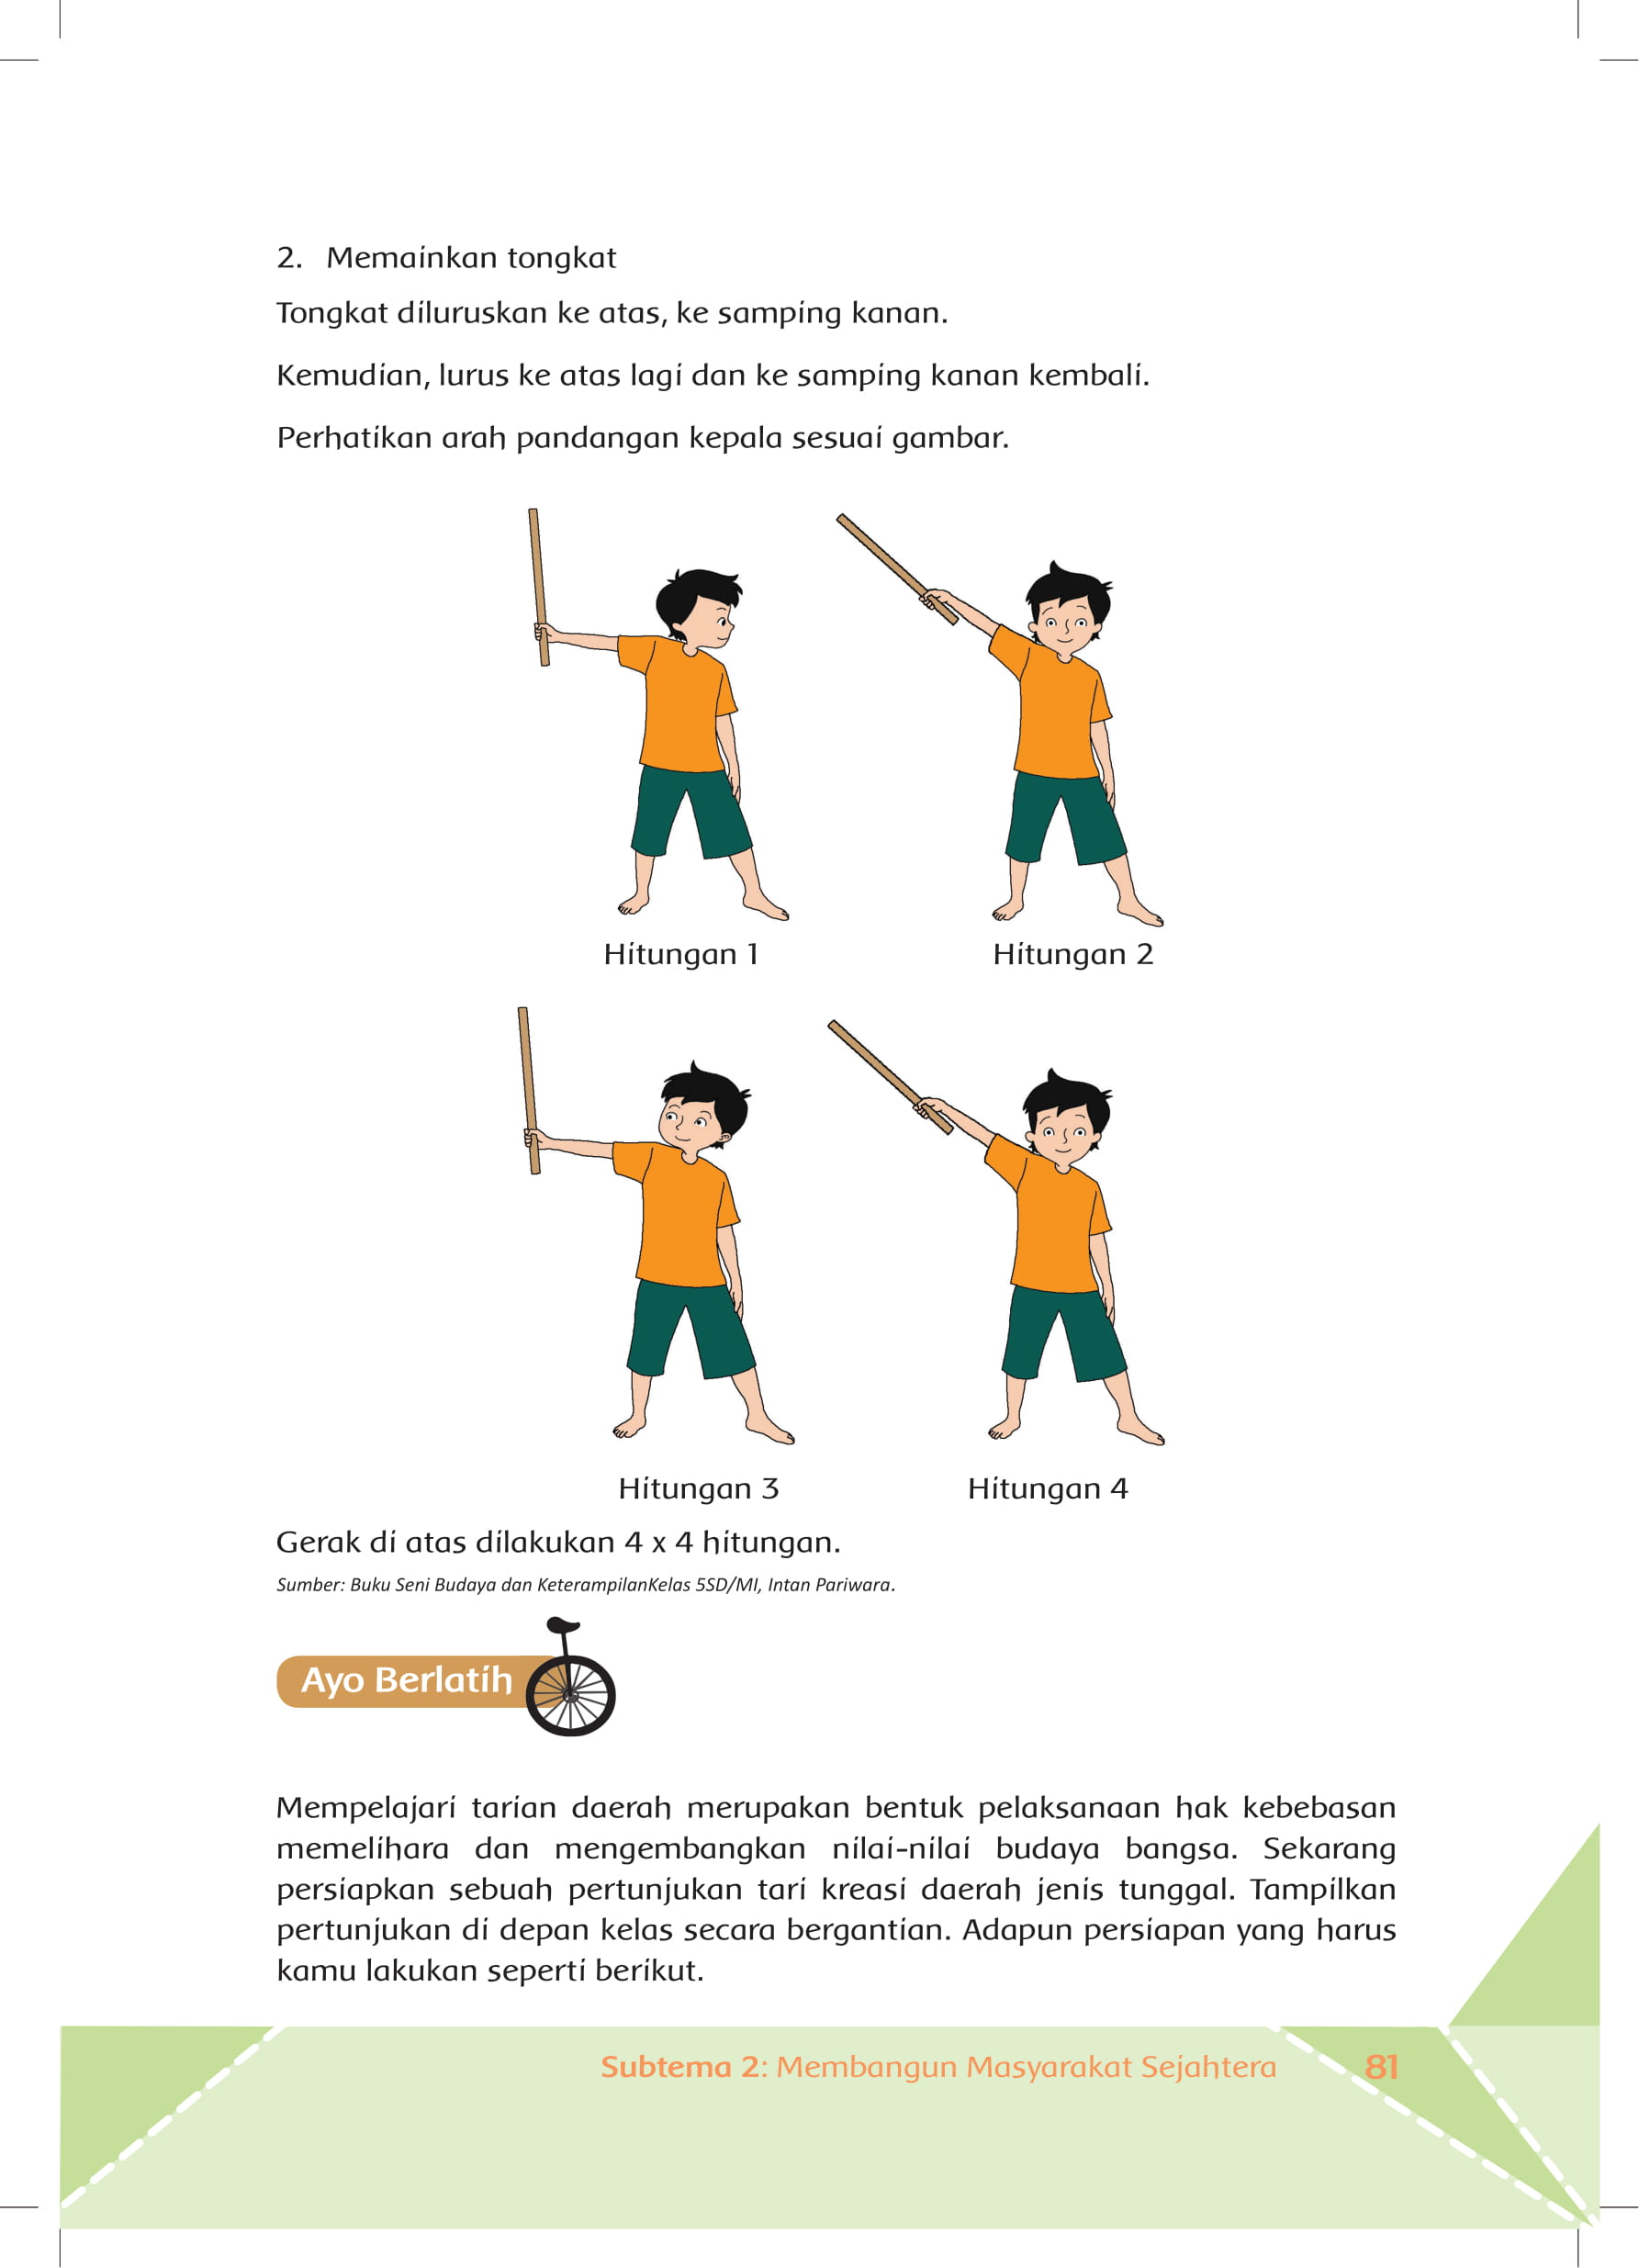 2. Memainkan tongkat
Tongkat diluruskan ke atas, ke samping kanan.
Kemudian, lurus ke atas lagi dan ke samping kanan kembali.
Perhatikan arah pandangan kepala sesuai gambar.
Hitungan 1
Hitungan 2
Hitungan 3
Hitungan 4
Gerak di atas dilakukan 4 x 4 hitungan.
Sumber: Buku Seni Budaya dan KeterampilanKelas 5SD/MI, Intan Pariwara.
Ayo Berlatih
Mempelajari tarian daerah merupakan bentuk pelaksanaan hak kebebasan
memelihara dan mengembangkan nilai-nilai budaya bangsa. Sekarang
persiapkan sebuah pertunjukan tari kreasi daerah jenis tunggal. Tampilkan
pertunjukan di depan kelas secara bergantian. Adapun persiapan yang harus
kamu lakukan seperti berikut.
Subtema 2: Membangun Masyarakat Sejahtera 81